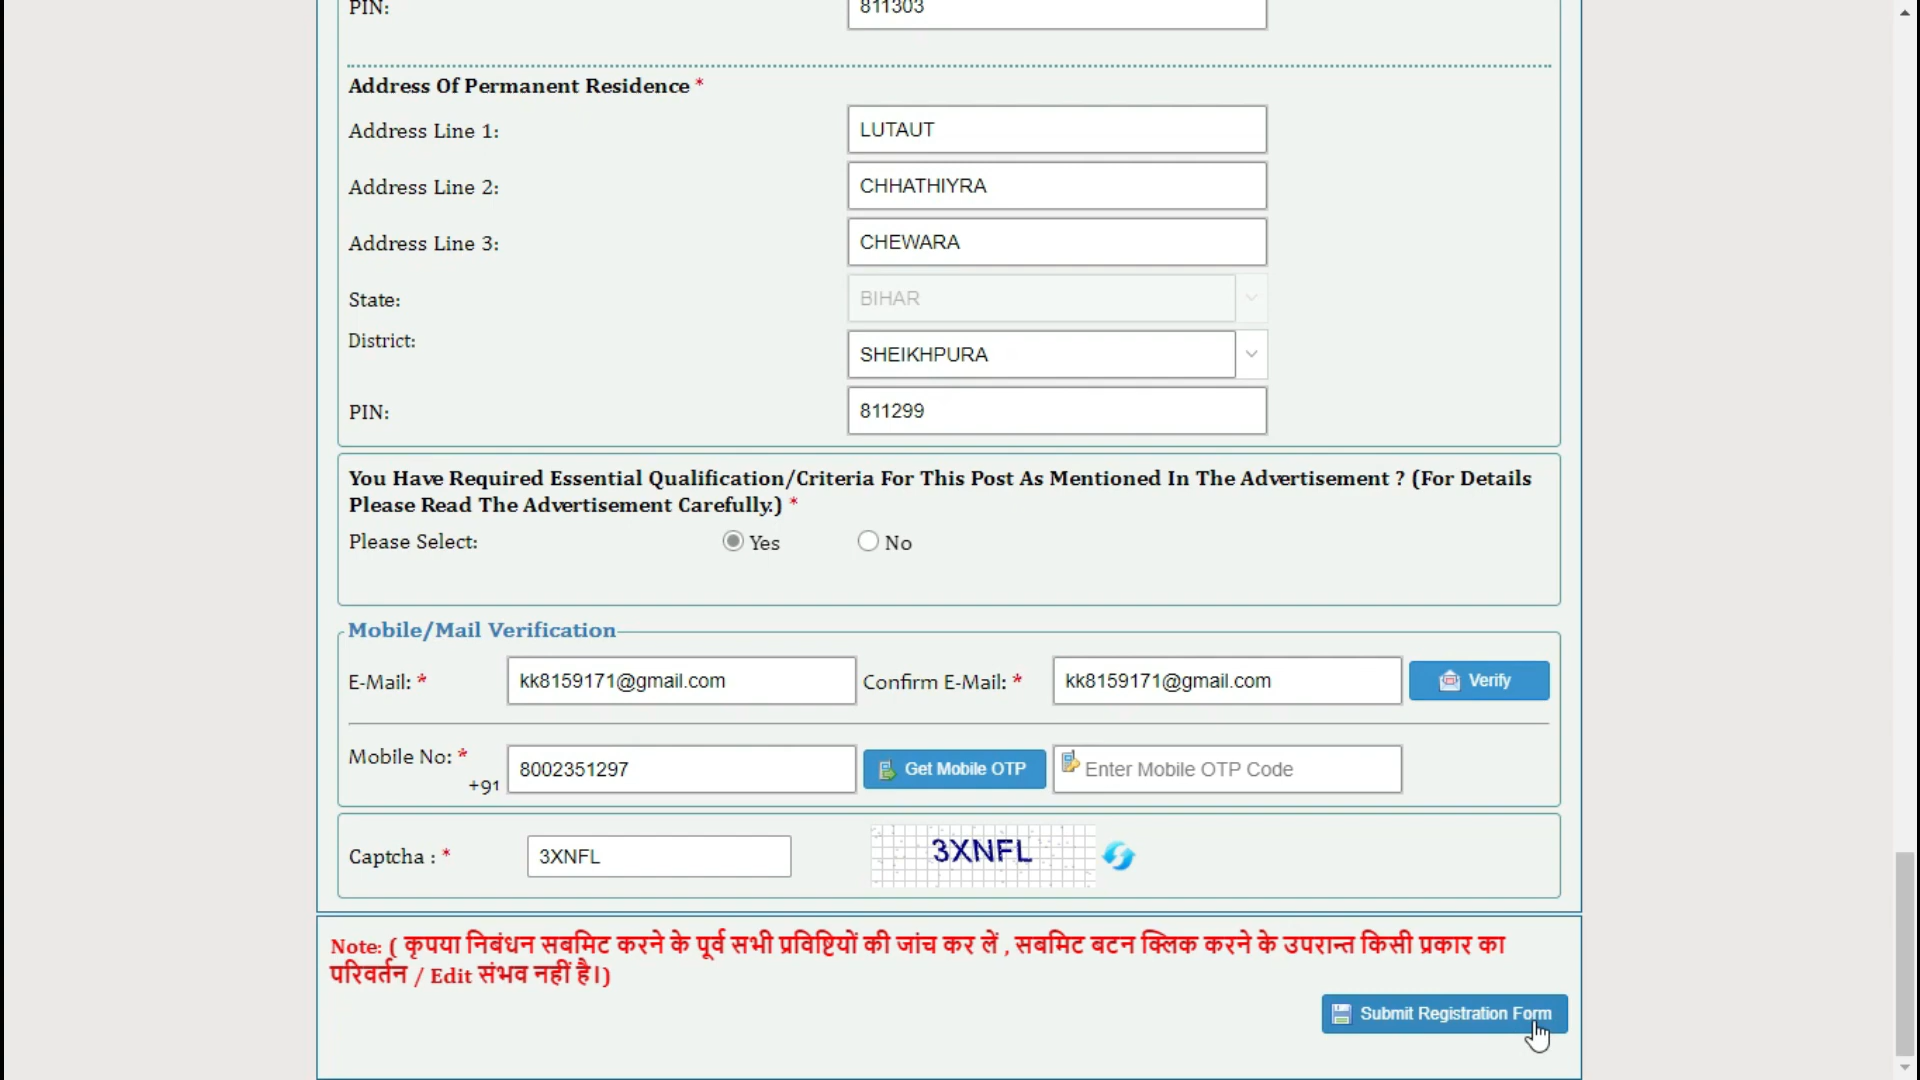 PIN: 811303
Address Of Permanent Residence *
Address Line 1: LUTAUT
Address Line 2: CHHATHIYRA
Address Line 3: CHEWARA
State: BIHAR
District: SHEIKHPURA
PIN: 811299
You Have Required Essential Qualification/Criteria For This Post As Mentioned In The Advertisement ? (For Details
Please Read The Advertisement Carefully.) *
Please Select: Yes No
Mobile/Mail Verification
E-Mail: * kk8159171@gmail.com Confirm E-Mail: * kk8159171@gmail.com Verify
Mobile No: * +91 8002351297 Get Mobile OTP Enter Mobile OTP Code
Captcha : * 3XNFL 3XNFL
Note: ( कृपया निबंधन सबमिट करने के पूर्व सभी प्रविष्टियों की जांच कर लें , सबमिट बटन क्लिक करने के उपरान्त किसी प्रकार का
परिवर्तन / Edit संभव नहीं है।)
Submit Registration Form